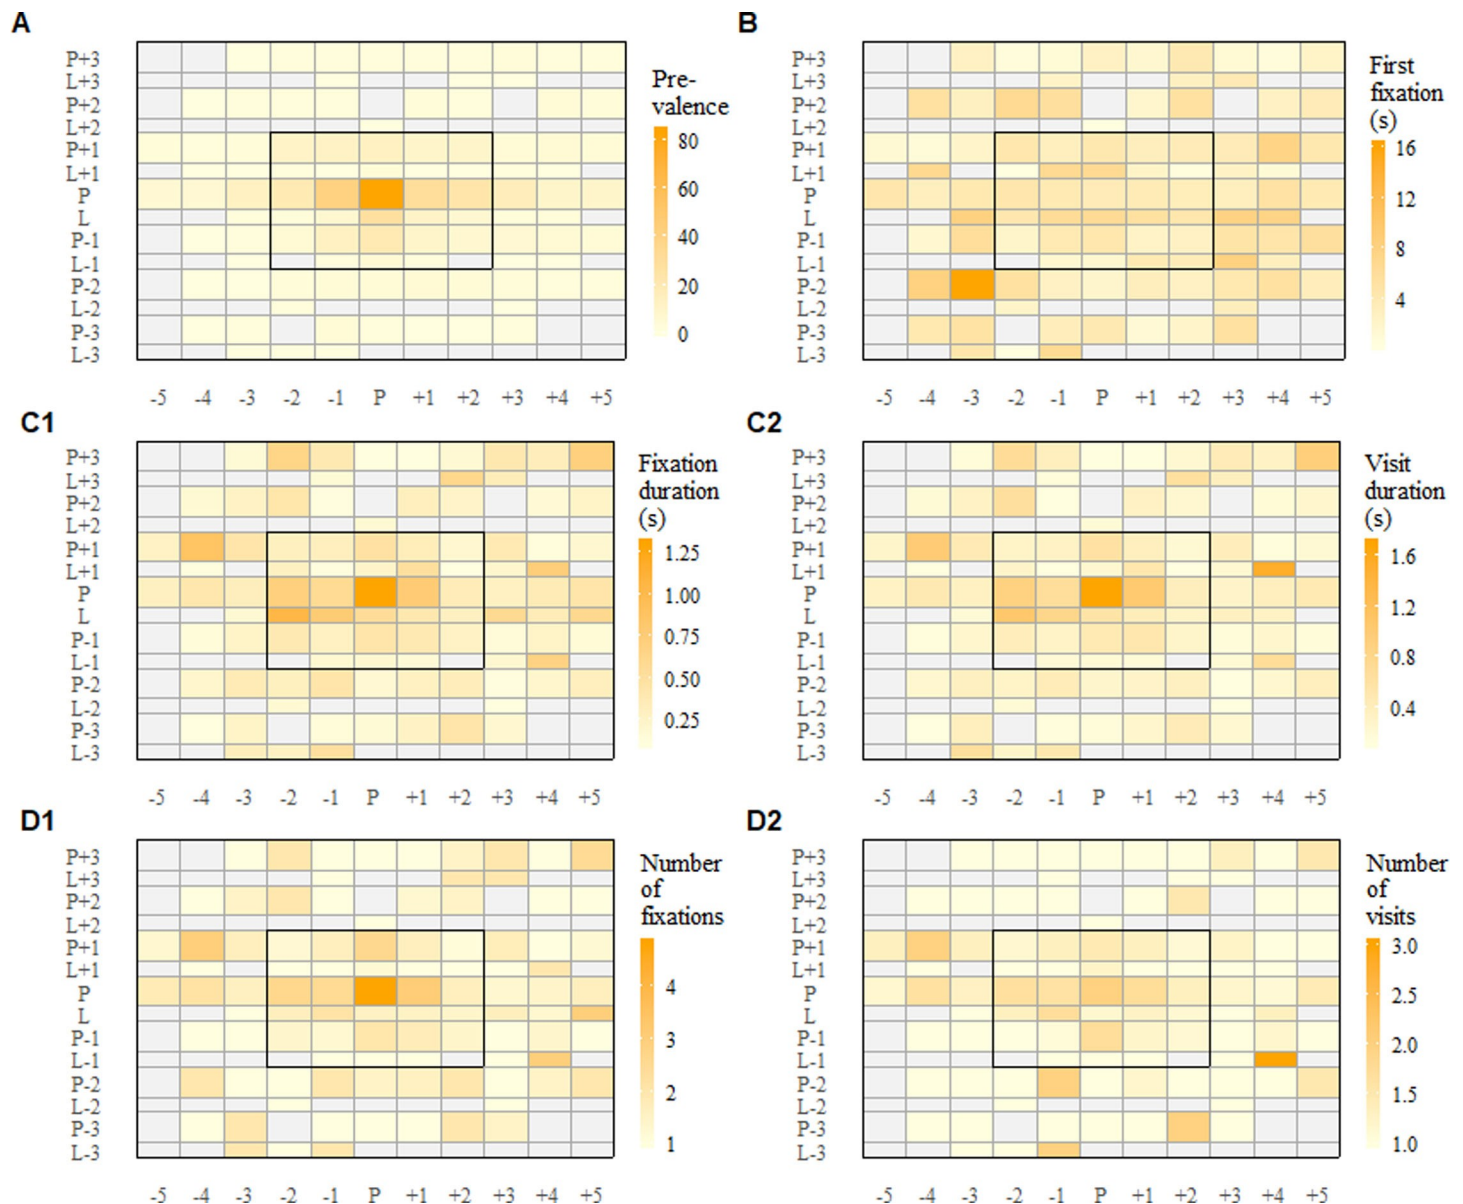 A
P+3
L+3
P+2
L+2
P+1
L+1
P
L
P-1
L-1
P-2
L-2
P-3
L-3
-5 -4 -3 -2 -1 P +1 +2 +3 +4 +5
Pre-
valence
80
60
40
20
0
B
P+3
L+3
P+2
L+2
P+1
L+1
P
L
P-1
L-1
P-2
L-2
P-3
L-3
-5 -4 -3 -2 -1 P +1 +2 +3 +4 +5
First
fixation
(s)
16
12
8
4
C1
P+3
L+3
P+2
L+2
P+1
L+1
P
L
P-1
L-1
P-2
L-2
P-3
L-3
-5 -4 -3 -2 -1 P +1 +2 +3 +4 +5
Fixation
duration
(s)
1.25
1.00
0.75
0.50
0.25
C2
P+3
L+3
P+2
L+2
P+1
L+1
P
L
P-1
L-1
P-2
L-2
P-3
L-3
-5 -4 -3 -2 -1 P +1 +2 +3 +4 +5
Visit
duration
(s)
1.6
1.2
0.8
0.4
D1
P+3
L+3
P+2
L+2
P+1
L+1
P
L
P-1
L-1
P-2
L-2
P-3
L-3
-5 -4 -3 -2 -1 P +1 +2 +3 +4 +5
Number
of
fixations
4
3
2
1
D2
P+3
L+3
P+2
L+2
P+1
L+1
P
L
P-1
L-1
P-2
L-2
P-3
L-3
-5 -4 -3 -2 -1 P +1 +2 +3 +4 +5
Number
of
visits
3.0
2.5
2.0
1.5
1.0